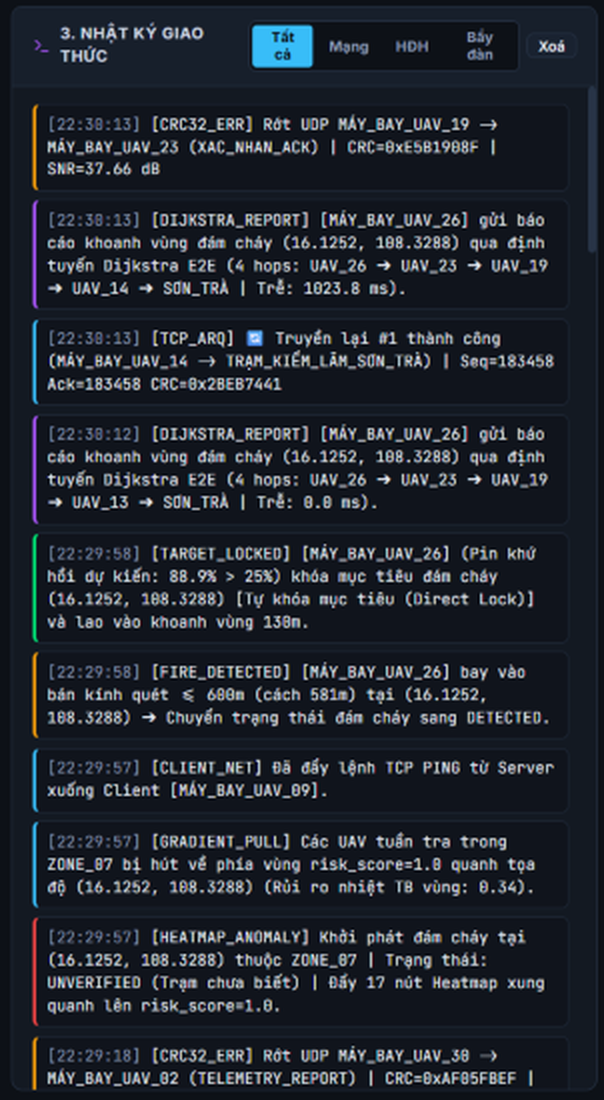 3. NHẬT KÝ GIAO
THỨC
Tất
cả
Mạng
HĐH
Bầy
đàn
Xoá
[22:30:13] [CRC32_ERR] Rớt UDP MÁY_BAY_UAV_19 →
MÁY_BAY_UAV_23 (XAC_NHAN_ACK) | CRC=0xE5B1908F |
SNR=37.66 dB
[22:30:13] [DIJKSTRA_REPORT] [MÁY_BAY_UAV_26] gửi báo
cáo khoanh vùng đám cháy (16.1252, 108.3288) qua định
tuyến Dijkstra E2E (4 hops: UAV_26 → UAV_23 → UAV_19
→ UAV_14 → SƠN_TRÀ | Trễ: 1023.8 ms).
[22:30:13] [TCP_ARQ] 🔄 Truyền lại #1 thành công
(MÁY_BAY_UAV_14 → TRẠM_KIỂM_LÂM_SƠN_TRÀ) | Seq=183458
Ack=183458 CRC=0x2BEB7441
[22:30:12] [DIJKSTRA_REPORT] [MÁY_BAY_UAV_26] gửi báo
cáo khoanh vùng đám cháy (16.1252, 108.3288) qua định
tuyến Dijkstra E2E (4 hops: UAV_26 → UAV_23 → UAV_19
→ UAV_13 → SƠN_TRÀ | Trễ: 0.0 ms).
[22:29:58] [TARGET_LOCKED] [MÁY_BAY_UAV_26] (Pin khứ
hồi dự kiến: 88.9% > 25%) khóa mục tiêu đám cháy
(16.1252, 108.3288) [Tự khóa mục tiêu (Direct Lock)]
và lao vào khoanh vùng 130m.
[22:29:58] [FIRE_DETECTED] [MÁY_BAY_UAV_26] bay vào
bán kính quét ≤ 600m (cách 581m) tại (16.1252,
108.3288) → Chuyển trạng thái đám cháy sang DETECTED.
[22:29:57] [CLIENT_NET] Đã đẩy lệnh TCP PING từ Server
xuống Client [MÁY_BAY_UAV_09].
[22:29:57] [GRADIENT_PULL] Các UAV tuần tra trong
ZONE_07 bị hút về phía vùng risk_score=1.0 quanh tọa
độ (16.1252, 108.3288) (Rủi ro nhiệt TB vùng: 0.34).
[22:29:57] [HEATMAP_ANOMALY] Khởi phát đám cháy tại
(16.1252, 108.3288) thuộc ZONE_07 | Trạng thái:
UNVERIFIED (Trạm chưa biết) | Đẩy 17 nút Heatmap xung
quanh lên risk_score=1.0.
[22:29:18] [CRC32_ERR] Rớt UDP MÁY_BAY_UAV_30 →
MÁY_BAY_UAV_02 (TELEMETRY_REPORT) | CRC=0xAF05FBEF |